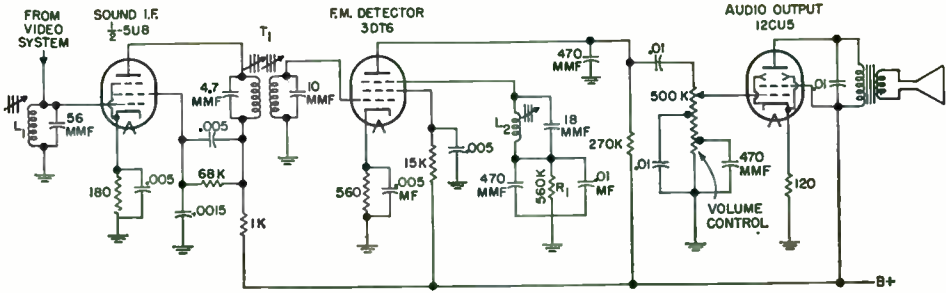 FROM
VIDEO
SYSTEM
SOUND I.F.
½-5U8
T1
F.M. DETECTOR
3DT6
AUDIO OUTPUT
12CU5
L1
56
MMF
4.7
MMF
10
MMF
.005
180
.005
68K
.0015
1K
560
.005
MF
15K
.005
470
MMF
L2
18
MMF
470
MMF
560K
R1
.01
MF
270K
.01
500K
.01
470
MMF
VOLUME
CONTROL
120
.01
B+